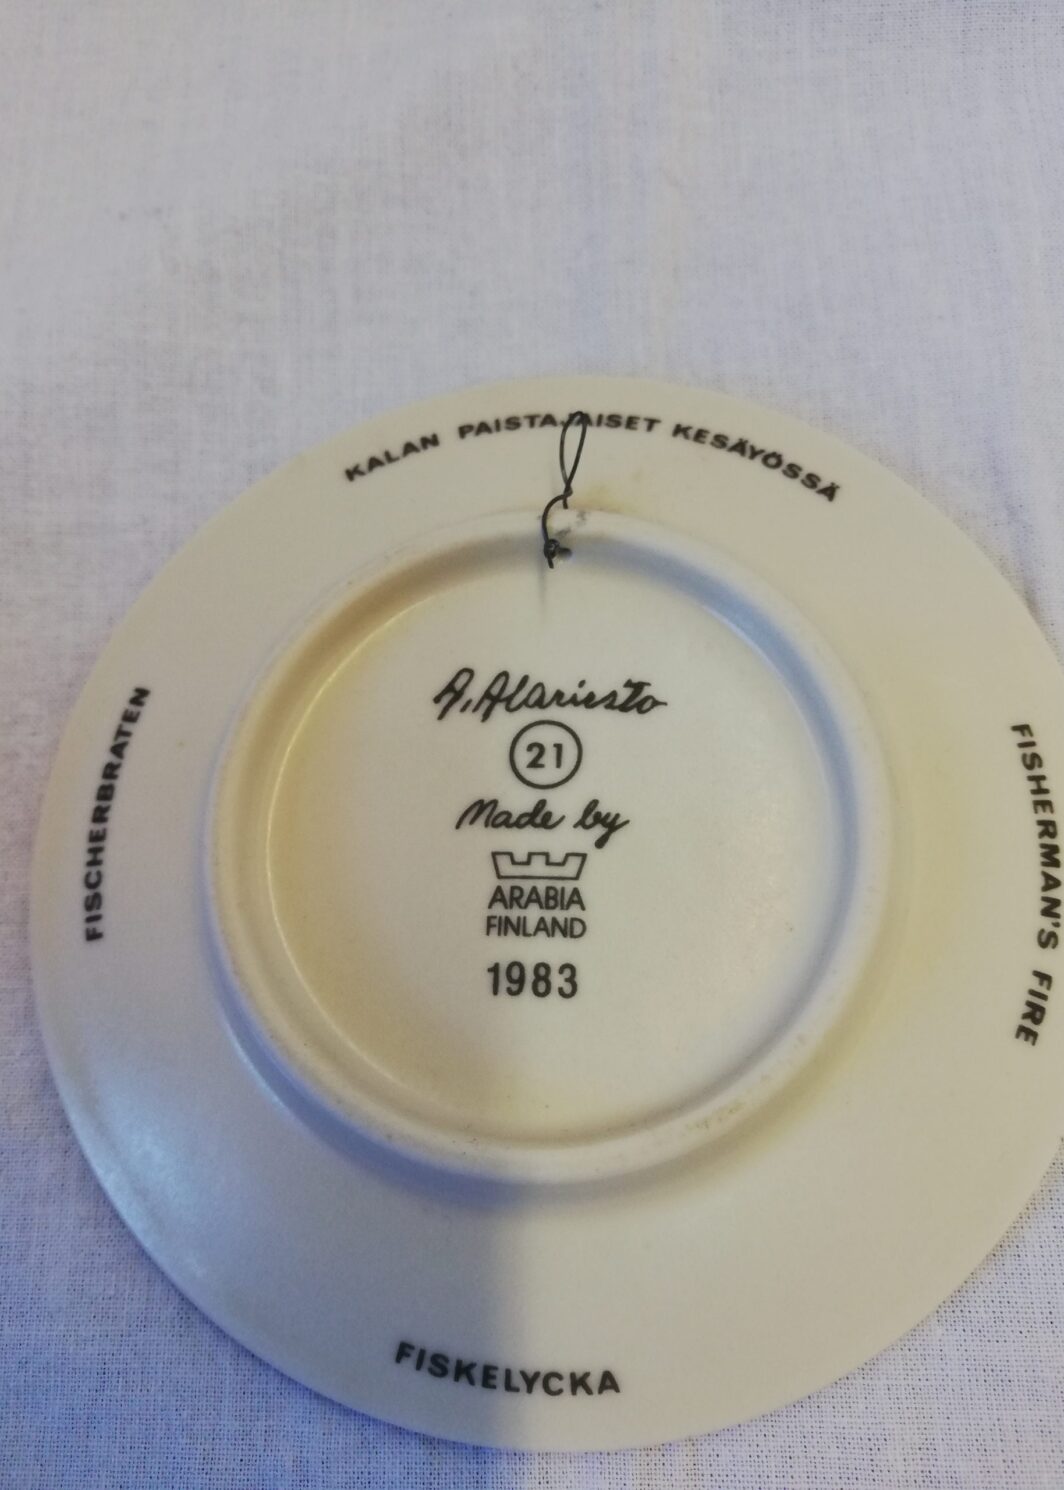 KALAN PAISTAJAISET KESÄYÖSSÄ
FISCHERBRATEN
FISHERMAN'S FIRE
A. Alariesto
21
Made by
ARABIA
FINLAND
1983
FISKELYCKA